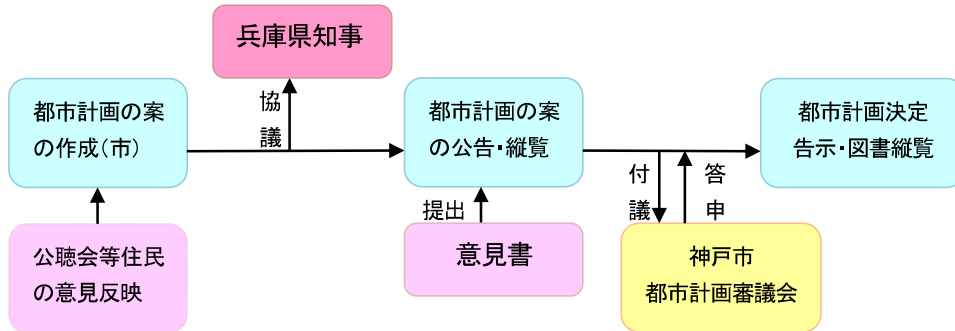 兵庫県知事
協
議
都市計画の案
の作成(市)
都市計画の案
の公告・縦覧
都市計画決定
告示・図書縦覧
提出
付
議
答
申
公聴会等住民
の意見反映
意見書
神戸市
都市計画審議会